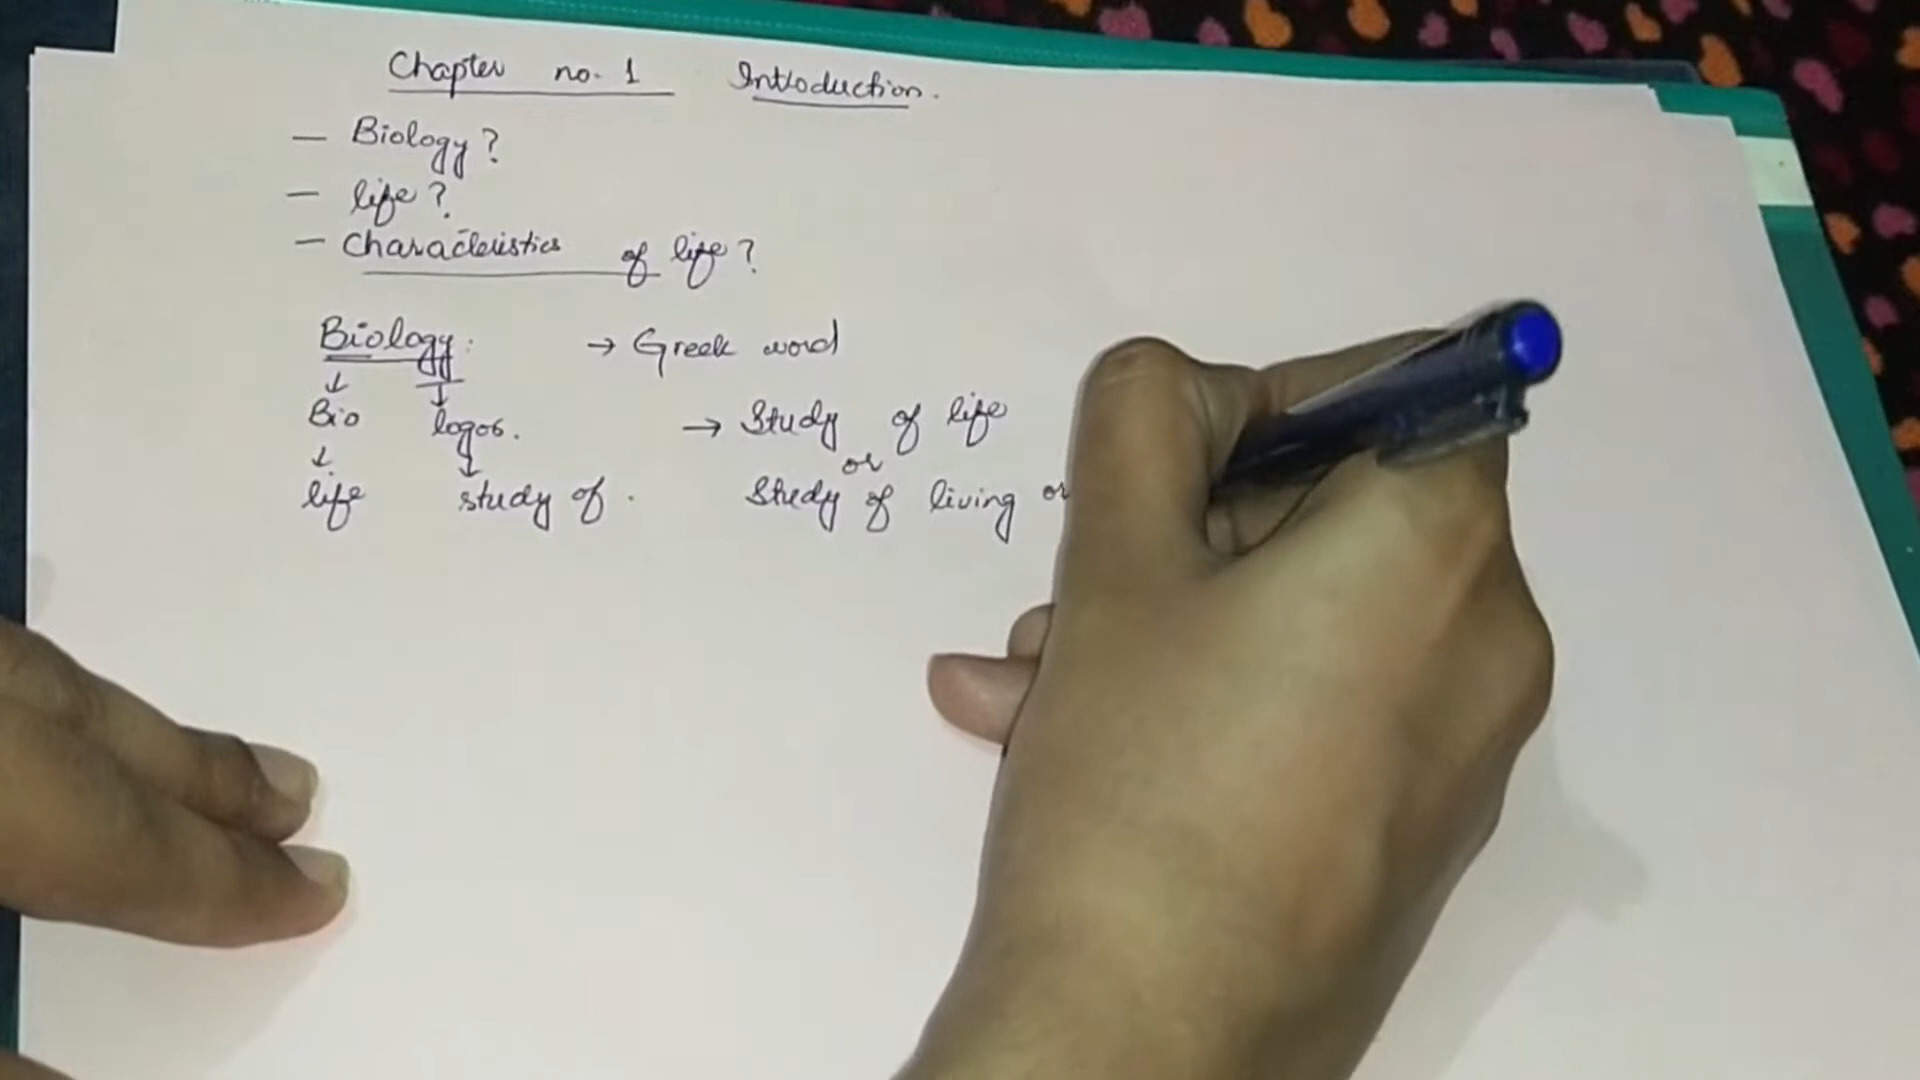 Chapter no. 1 Introduction.
— Biology?
— life?
— Characteristics of life?
Biology: → Greek word
↓ ↓
Bio logos. → Study of life
↓ ↓ or
life study of. Study of living or